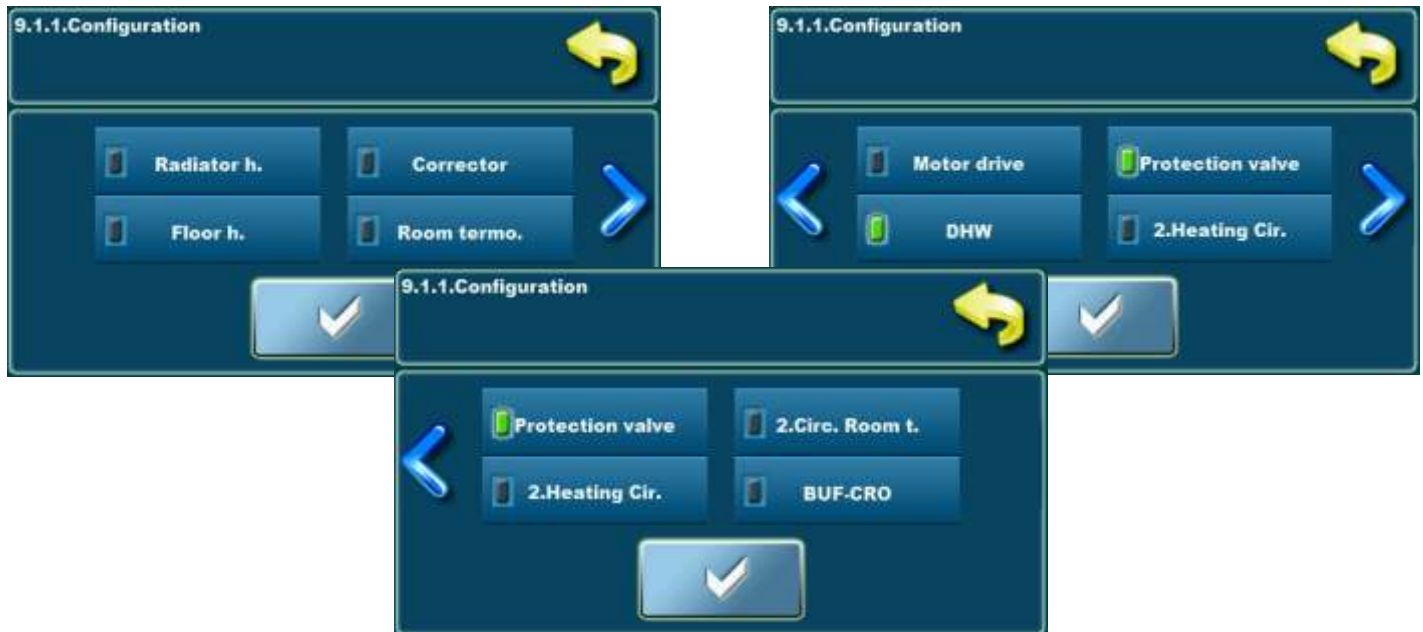 9.1.1.Configuration
Radiator h.
Corrector
Floor h.
Room termo.
9.1.1.Configuration
Motor drive
Protection valve
DHW
2.Heating Cir.
9.1.1.Configuration
Protection valve
2.Circ. Room t.
2.Heating Cir.
BUF-CRO